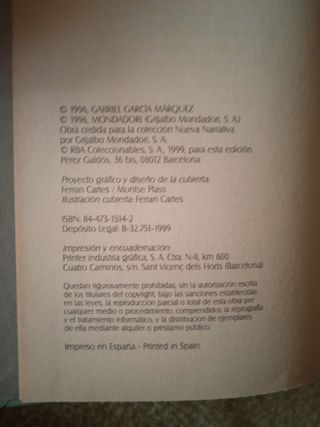 © 1996, GABRIEL GARCÍA MÁRQUEZ
© 1996, MONDADORI (Grijalbo Mondadori, S. A.)
Obra cedida para la colección Nueva Narrativa
por Grijalbo Mondadori, S. A.
© RBA Coleccionables, S. A., 1999, para esta edición
Pérez Galdós, 36 bis, 08012 Barcelona
Proyecto gráfico y diseño de la cubierta:
Ferran Cartes / Montse Plass
Ilustración cubierta: Ferran Cartes
ISBN: 84-473-1514-2
Depósito Legal: B-32.751-1999
Impresión y encuadernación:
Printer industria gráfica, S. A. Ctra. N-II, km 600
Cuatro Caminos, s/n. Sant Vicenç dels Horts (Barcelona)
Quedan rigurosamente prohibidas, sin la autorización escrita
de los titulares del copyright, bajo las sanciones establecidas
en las leyes, la reproducción parcial o total de esta obra por
cualquier medio o procedimiento, comprendidos la reprografía
y el tratamiento informático, y la distribución de ejemplares
de ella mediante alquiler o préstamo público.
Impreso en España - Printed in Spain